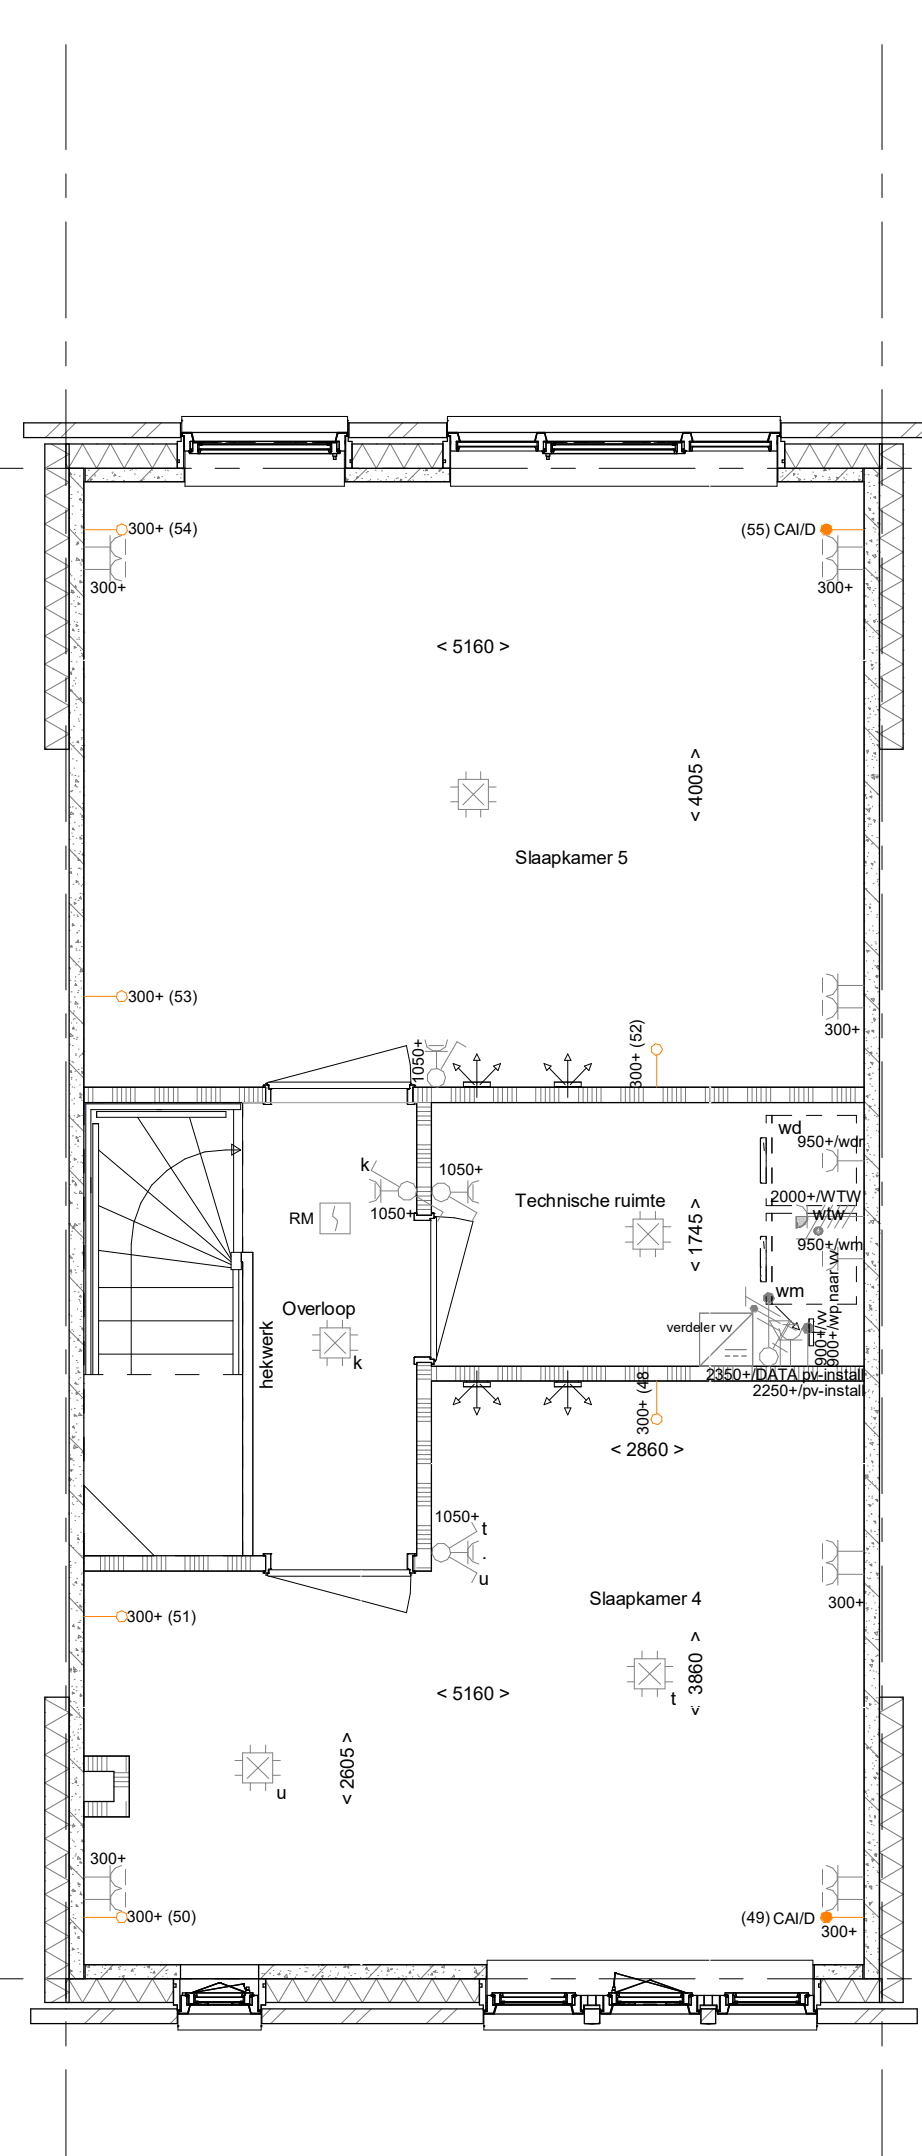 300+ (54)
(55) CAI/D
300+
300+
< 5160 >
< 4005 >
Slaapkamer 5
300+ (53)
300+
300+ (52)
1050+
wd
950+/wdr
k
1050+
1050+
2000+/WTW
wtw
Technische ruimte
RM
< 1745 >
950+/wm
wm
900+/wp naar vv
900+/vv
Overloop
verdeler vv
k
hekwerk
2350+/DATA pv-install
2250+/pv-install
300+ (48
< 2860 >
1050+
t
.
u
Slaapkamer 4
300+
300+ (51)
< 3860 >
< 5160 >
t
< 2605 >
u
300+
300+ (50)
(49) CAI/D
300+